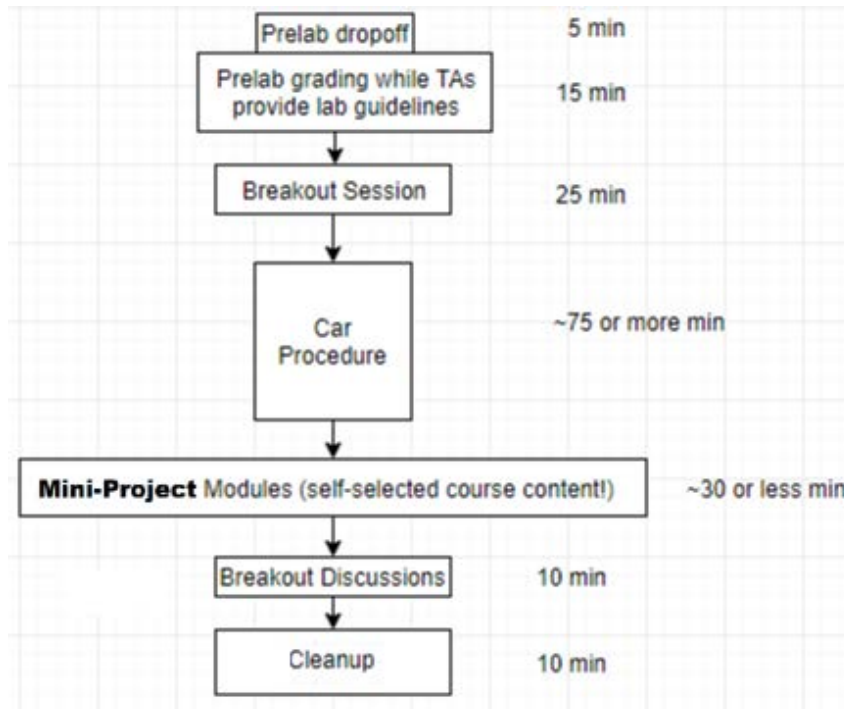 Prelab dropoff 5 min
Prelab grading while TAs
provide lab guidelines
15 min
Breakout Session 25 min
Car
Procedure
~75 or more min
Mini-Project Modules (self-selected course content!) ~30 or less min
Breakout Discussions 10 min
Cleanup 10 min